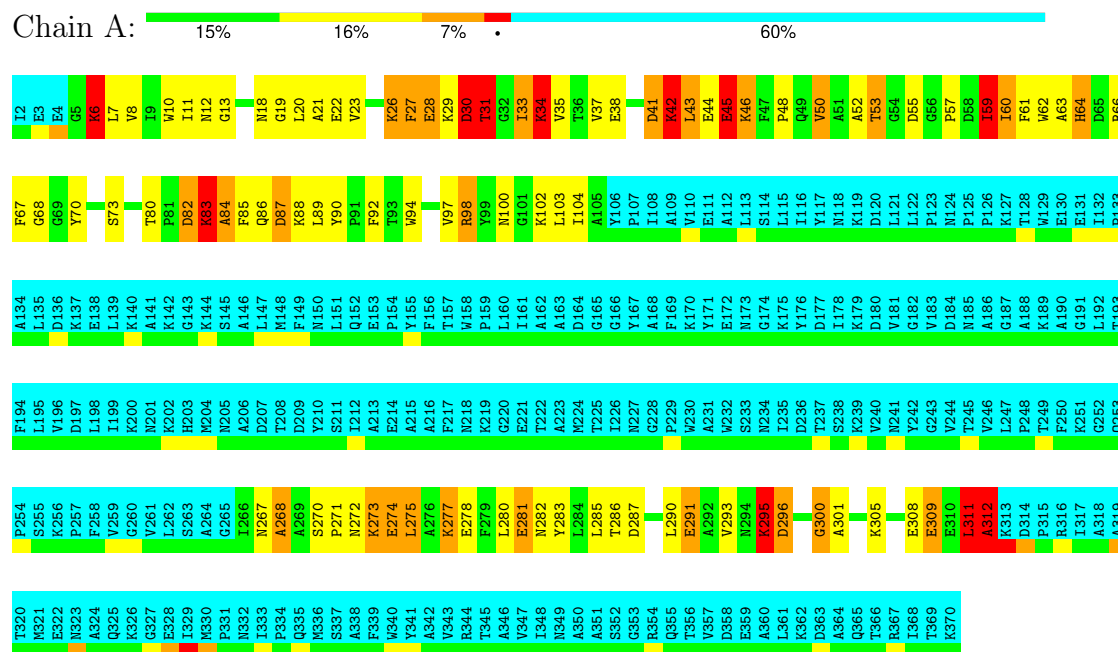 Chain A: 15% 16% 7% • 60%
I2 E3 E4 G5 K6 L7 V8 I9 W10 I11 N12 G13 N18 G19 L20 A21 E22 V23 K26 F27 E28 K29 D30 T31 G32 I33 K34 V35 T36 V37 E38 D41 K42 L43 E44 E45 K46 F47 P48 Q49 V50 A51 A52 T53 G54 D55 G56 P57 D58 I59 I60 F61 W62 A63 H64 D65 R66
F67 G68 G69 Y70 S73 T80 P81 D82 K83 A84 F85 Q86 D87 K88 L89 Y90 P91 F92 T93 W94 V97 R98 Y99 N100 G101 K102 L103 I104 A105 Y106 P107 I108 A109 V110 E111 A112 L113 S114 L115 I116 Y117 N118 K119 D120 L121 L122 P123 N124 P125 P126 K127 T128 W129 E130 E131 I132 P133
A134 L135 D136 K137 E138 L139 K140 A141 K142 G143 K144 S145 A146 L147 M148 F149 N150 L151 Q152 E153 P154 Y155 F156 T157 W158 P159 L160 I161 A162 A163 D164 G165 G166 Y167 A168 F169 K170 Y171 E172 N173 G174 K175 Y176 D177 I178 K179 D180 V181 G182 V183 D184 N185 A186 G187 A188 K189 A190 G191 L192 T193
F194 L195 V196 D197 L198 I199 K200 N201 K202 H203 M204 N205 A206 D207 T208 D209 Y210 S211 I212 A213 E214 A215 A216 F217 N218 K219 G220 E221 T222 A223 M224 T225 I226 N227 G228 P229 W230 A231 W232 S233 N234 I235 D236 T237 S238 K239 V240 N241 Y242 G243 V244 T245 V246 L247 P248 T249 F250 K251 G252 Q253
P254 S255 K256 P257 F258 V259 G260 V261 L262 S263 A264 G265 I266 N267 A268 A269 S270 P271 N272 K273 E274 L275 A276 K277 E278 F279 L280 E281 N282 Y283 L284 L285 T286 D287 L290 E291 A292 V293 N294 K295 D296 G300 A301 K305 E308 E309 E310 L311 A312 K313 D314 P315 R316 I317 A318 A319
T320 M321 E322 N323 A324 Q325 K326 G327 E328 I329 M330 P331 N332 I333 P334 Q335 M336 S337 A338 F339 W340 Y341 A342 V343 R344 T345 A346 V347 I348 N349 A350 A351 S352 G353 R354 Q355 T356 V357 D358 E359 A360 L361 K362 D363 A364 Q365 T366 R367 I368 T369 K370